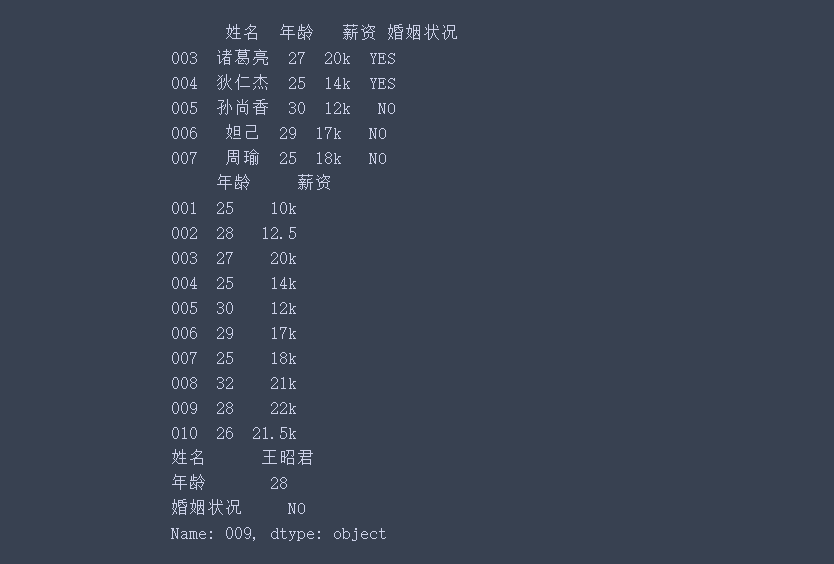 姓名 年龄 薪资 婚姻状况
003 诸葛亮 27 20k YES
004 狄仁杰 25 14k YES
005 孙尚香 30 12k NO
006 妲己 29 17k NO
007 周瑜 25 18k NO
年龄 薪资
001 25 10k
002 28 12.5
003 27 20k
004 25 14k
005 30 12k
006 29 17k
007 25 18k
008 32 21k
009 28 22k
010 26 21.5k
姓名 王昭君
年龄 28
婚姻状况 NO
Name: 009, dtype: object